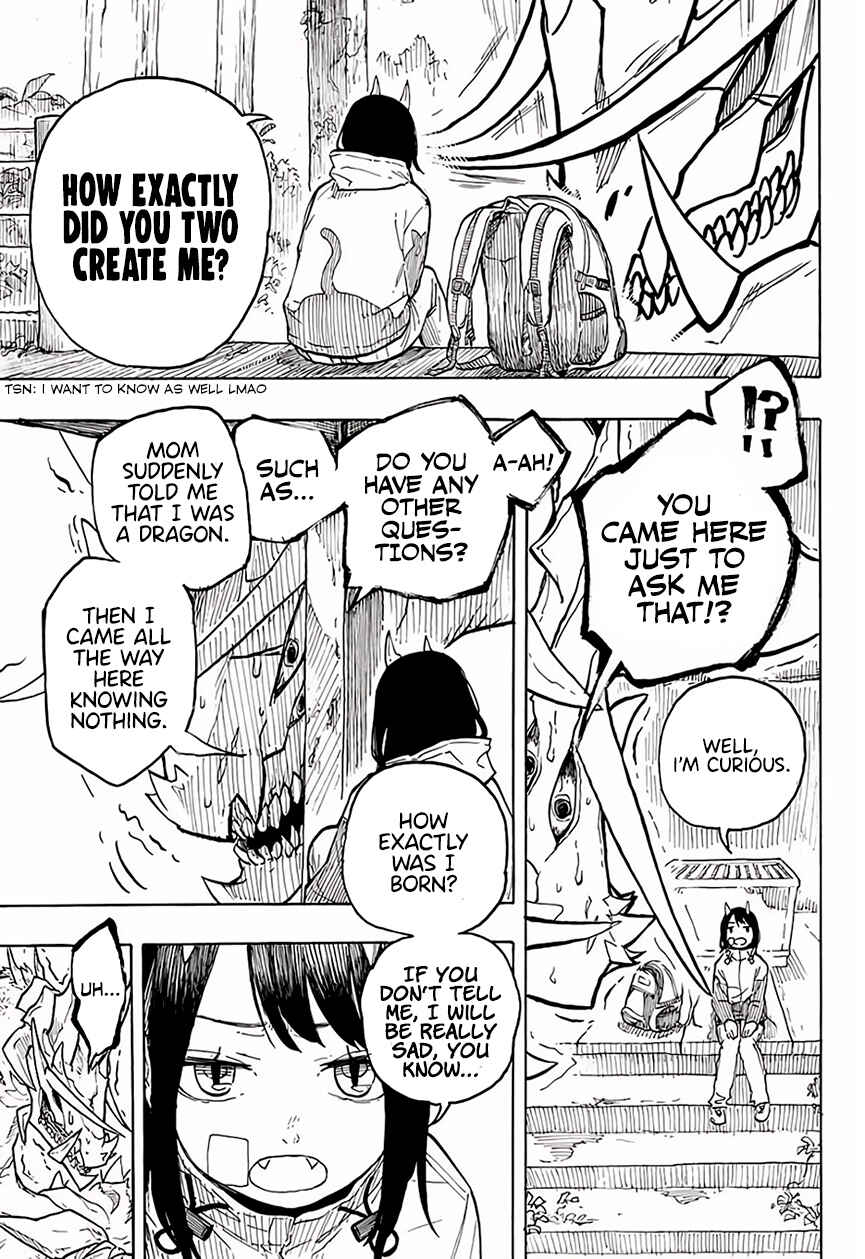 HOW EXACTLY
DID YOU TWO
CREATE ME?
TSN: I WANT TO KNOW AS WELL LMAO
!?
!!
YOU
CAME HERE
JUST TO
ASK ME
THAT!?
WELL,
I'M CURIOUS.
A-AH!
DO YOU
HAVE ANY
OTHER
QUES-
TIONS?
SUCH
AS...
MOM
SUDDENLY
TOLD ME
THAT I WAS
A DRAGON.
THEN I
CAME ALL
THE WAY
HERE
KNOWING
NOTHING.
HOW
EXACTLY
WAS I
BORN?
IF YOU
DON'T TELL
ME, I WILL
BE REALLY
SAD, YOU
KNOW...
UH...